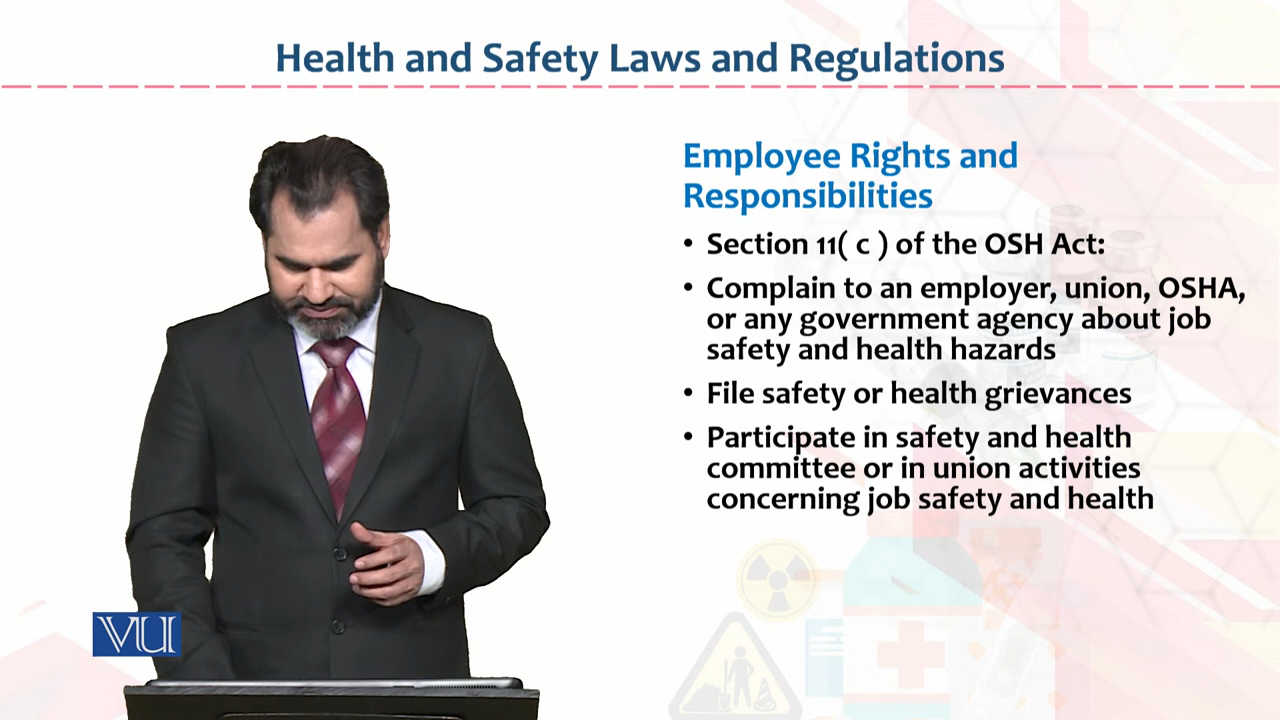 Health and Safety Laws and Regulations
Employee Rights and
Responsibilities
• Section 11( c ) of the OSH Act:
• Complain to an employer, union, OSHA,
or any government agency about job
safety and health hazards
• File safety or health grievances
• Participate in safety and health
committee or in union activities
concerning job safety and health
VU